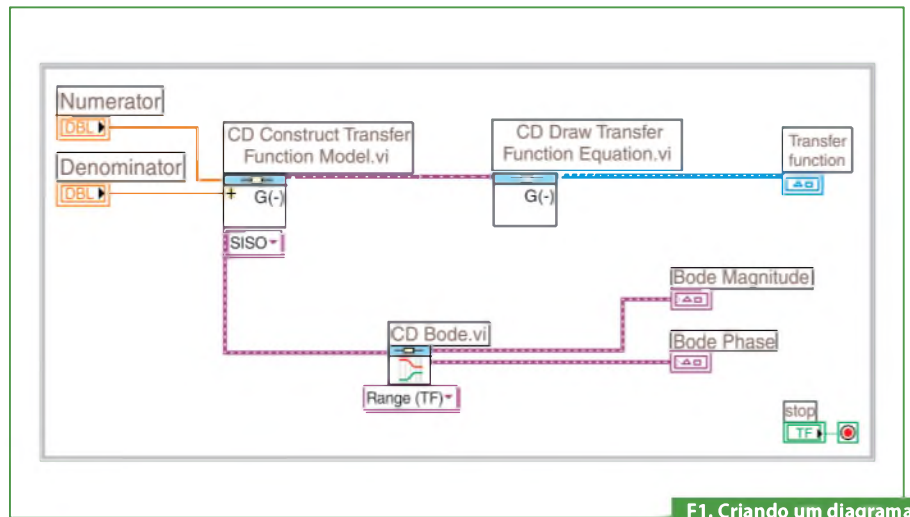 Numerator
DBL
Denominator
DBL
CD Construct Transfer
Function Model.vi
G(-)
SISO
CD Draw Transfer
Function Equation.vi
G(-)
Transfer
function
Bode Magnitude
CD Bode.vi
Bode Phase
Range (TF)
stop
TF
F1. Criando um diagrama